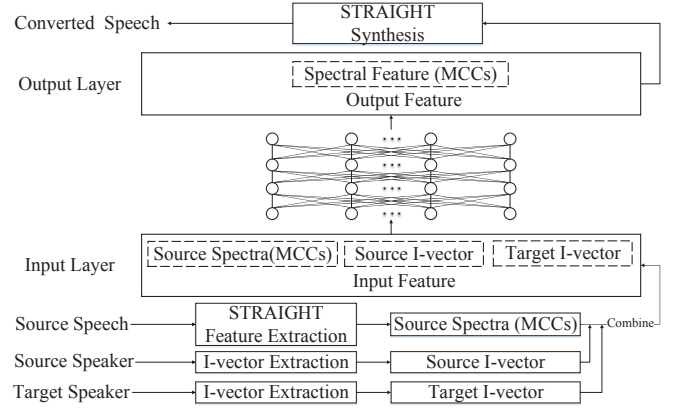 Converted Speech
STRAIGHT
Synthesis
Output Layer
Spectral Feature (MCCs)
Output Feature
Input Layer
Source Spectra(MCCs)
Source I-vector
Target I-vector
Input Feature
Source Speech
STRAIGHT
Feature Extraction
Source Spectra (MCCs)
Combine
Source Speaker
I-vector Extraction
Source I-vector
Target Speaker
I-vector Extraction
Target I-vector